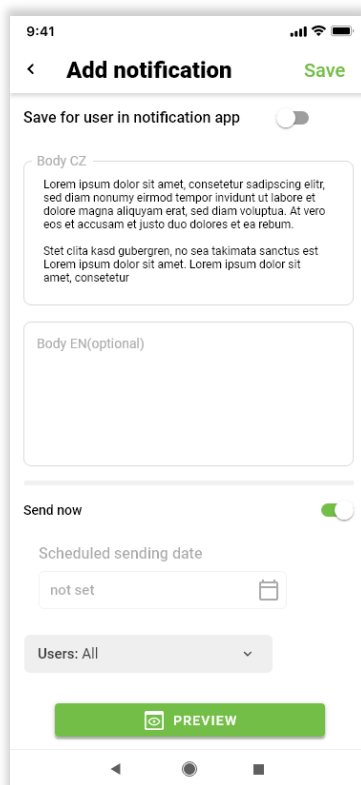 9:41
Add notification
Save
Save for user in notification app
Body CZ
Lorem ipsum dolor sit amet, consetetur sadipscing elitr,
sed diam nonumy eirmod tempor invidunt ut labore et
dolore magna aliquyam erat, sed diam voluptua. At vero
eos et accusam et justo duo dolores et ea rebum.
Stet clita kasd gubergren, no sea takimata sanctus est
Lorem ipsum dolor sit amet. Lorem ipsum dolor sit
amet, consetetur
Body EN(optional)
Send now
Scheduled sending date
not set
Users: All
PREVIEW